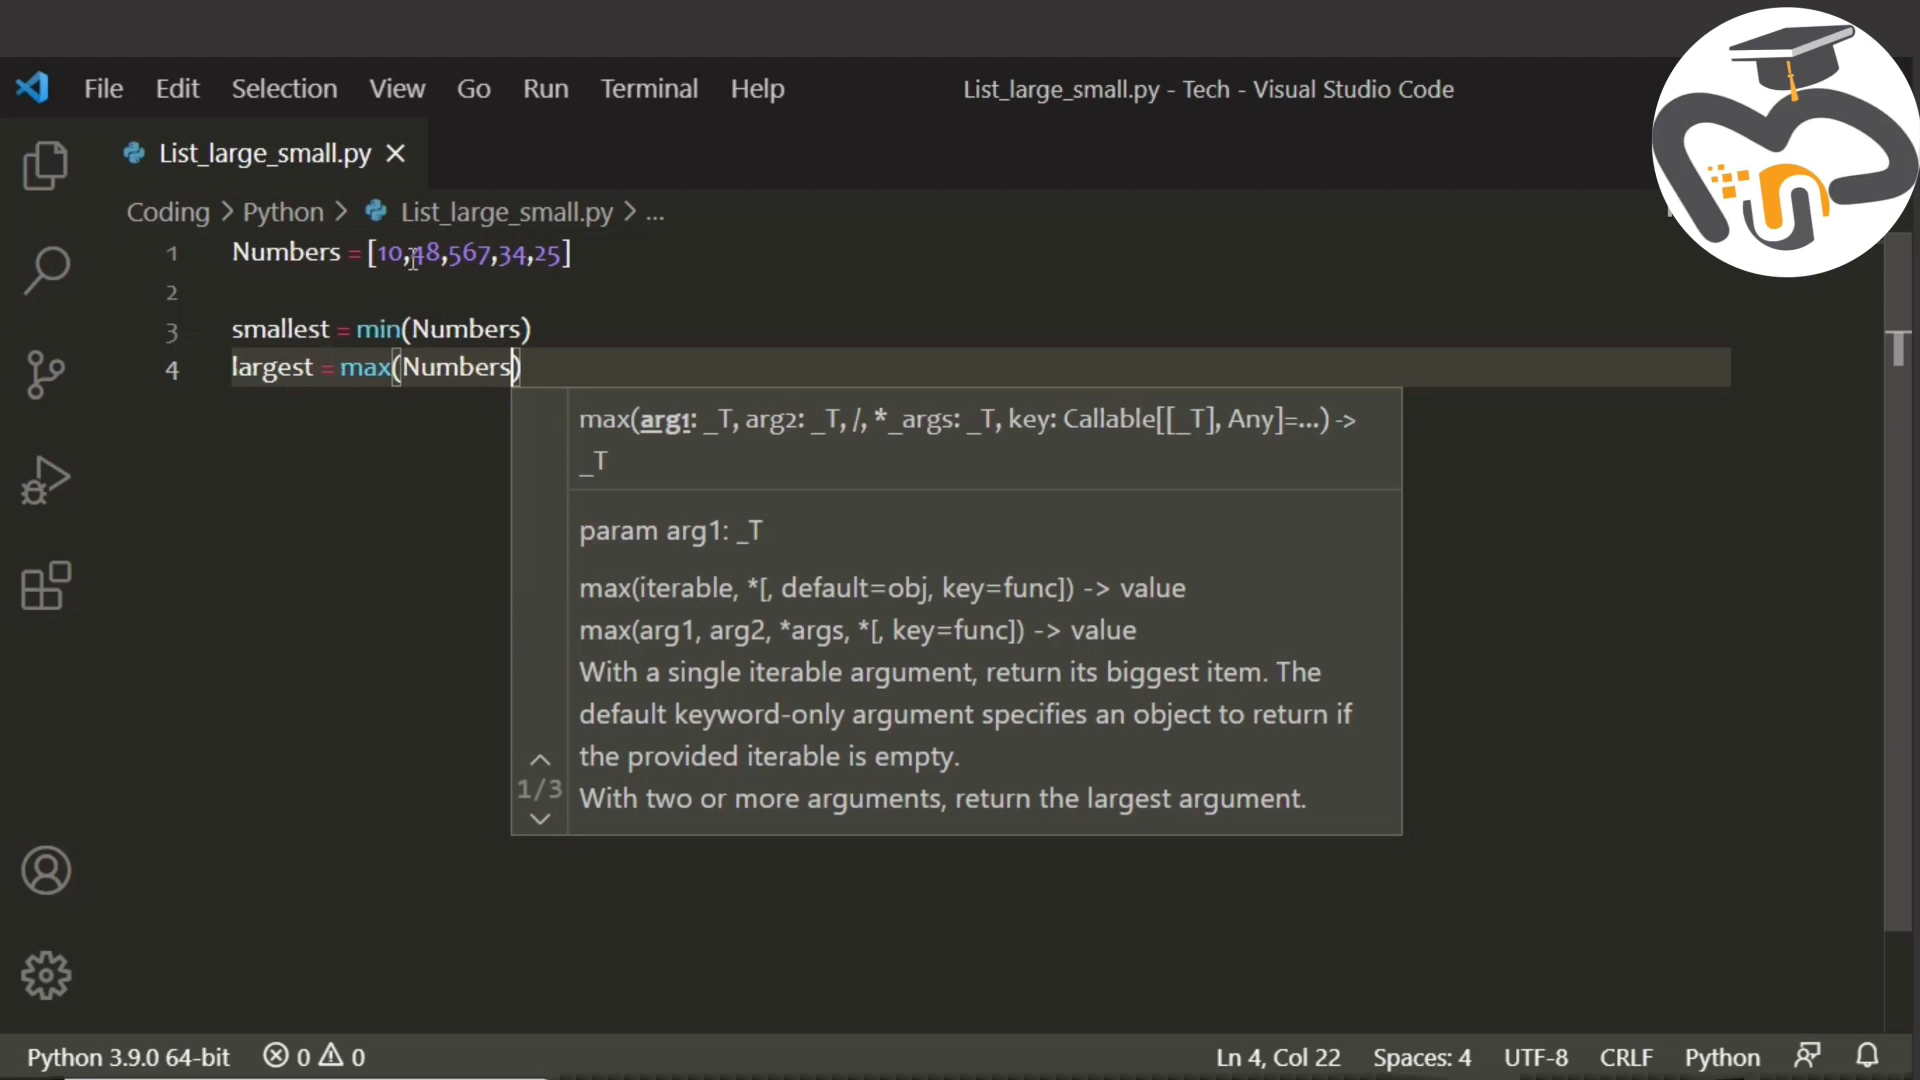 File Edit Selection View Go Run Terminal Help List_large_small.py - Tech - Visual Studio Code
List_large_small.py
Coding > Python > List_large_small.py > ...
1 Numbers = [10,48,567,34,25]
2
3 smallest = min(Numbers)
4 largest = max(Numbers)
max(arg1: _T, arg2: _T, /, *_args: _T, key: Callable[[_T], Any]=...) ->
_T
param arg1: _T
max(iterable, *[, default=obj, key=func]) -> value
max(arg1, arg2, *args, *[, key=func]) -> value
With a single iterable argument, return its biggest item. The
default keyword-only argument specifies an object to return if
the provided iterable is empty.
1/3
With two or more arguments, return the largest argument.
Python 3.9.0 64-bit 0 0 Ln 4, Col 22 Spaces: 4 UTF-8 CRLF Python